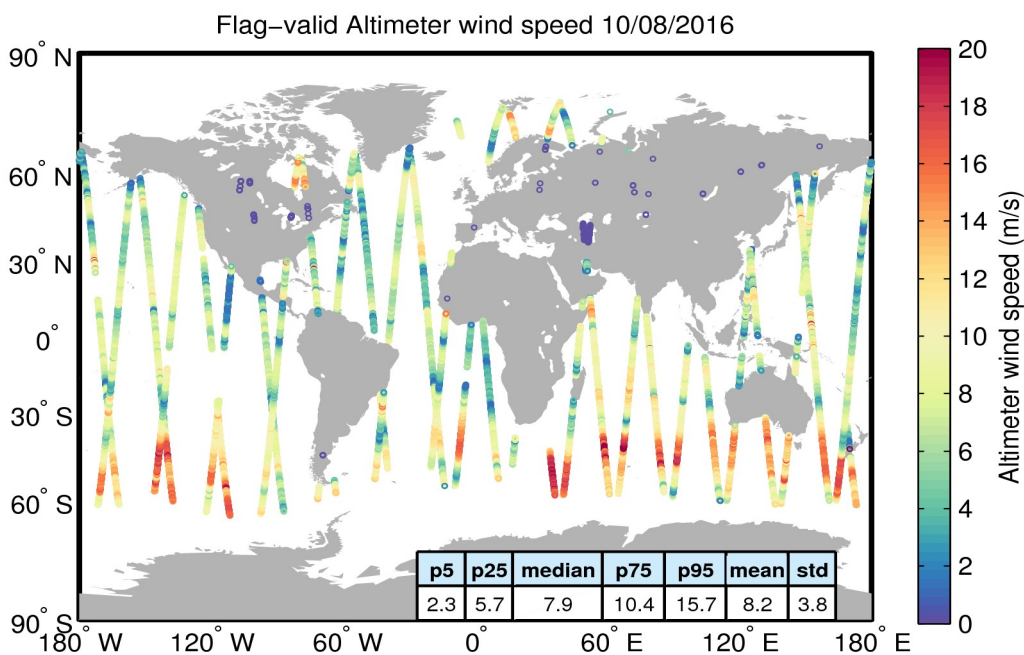 Flag−valid Altimeter wind speed 10/08/2016
90° N
60° N
30° N
0°
30° S
60° S
90° S
180° W
120° W
60° W
0°
60° E
120° E
180° E
p5 p25 median p75 p95 mean std
2.3 5.7 7.9 10.4 15.7 8.2 3.8
20
18
16
14
12
10
8
6
4
2
0
Altimeter wind speed (m/s)